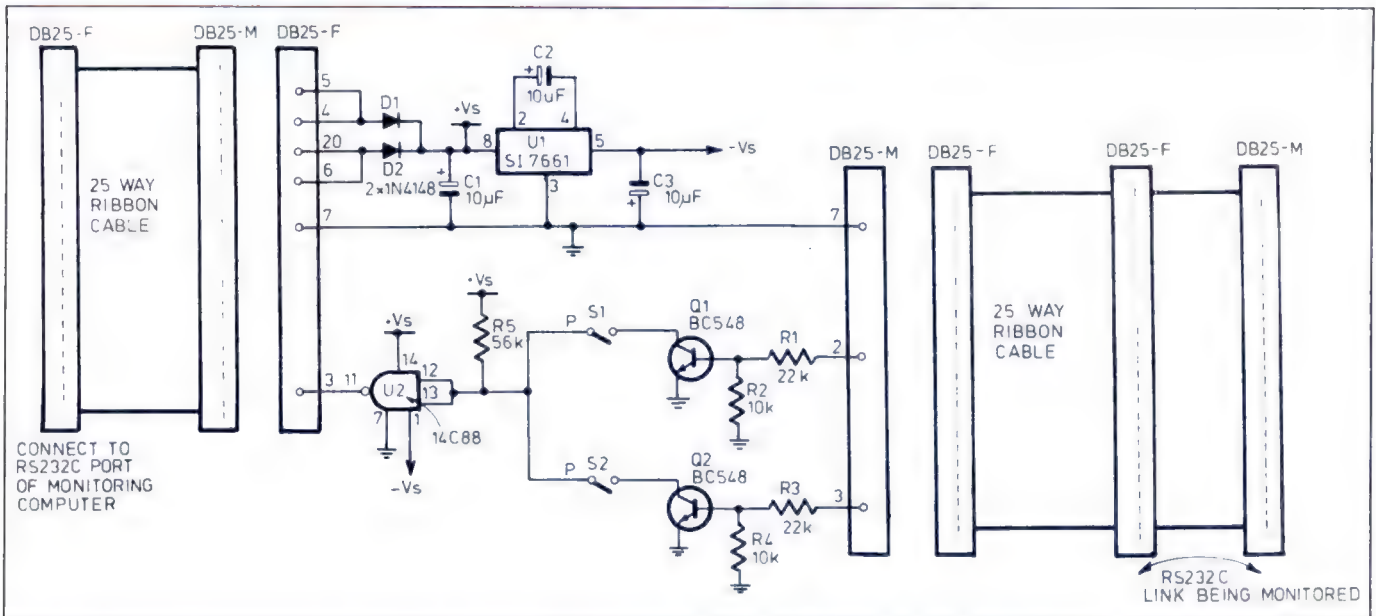 DB25-F
DB25-M
DB25-F
5
4
20
6
7
3
11
25 WAY
RIBBON
CABLE
CONNECT TO
RS232C PORT
OF MONITORING
COMPUTER
D1
D2
2×1N4148
+Vs
+
C1
10µF
C2
+
10uF
2
4
8
U1
SI7661
5
3
-Vs
C3
10µF
+
+Vs
14
12
13
U2
7
1
14C88
-Vs
+Vs
R5
56k
P
S1
Q1
BC548
R1
22k
R2
10k
P
S2
Q2
BC548
R3
22k
R4
10k
DB25-M
7
2
3
DB25-F
DB25-F
DB25-M
25 WAY
RIBBON
CABLE
RS232C
LINK BEING MONITORED